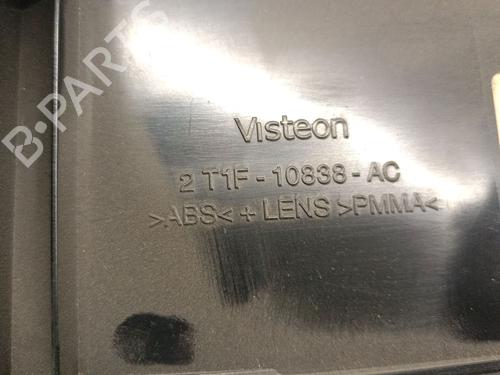 B-PARTS
Visteon
2 T1F - 10838 - AC
>ABS< + LENS >PMMA<